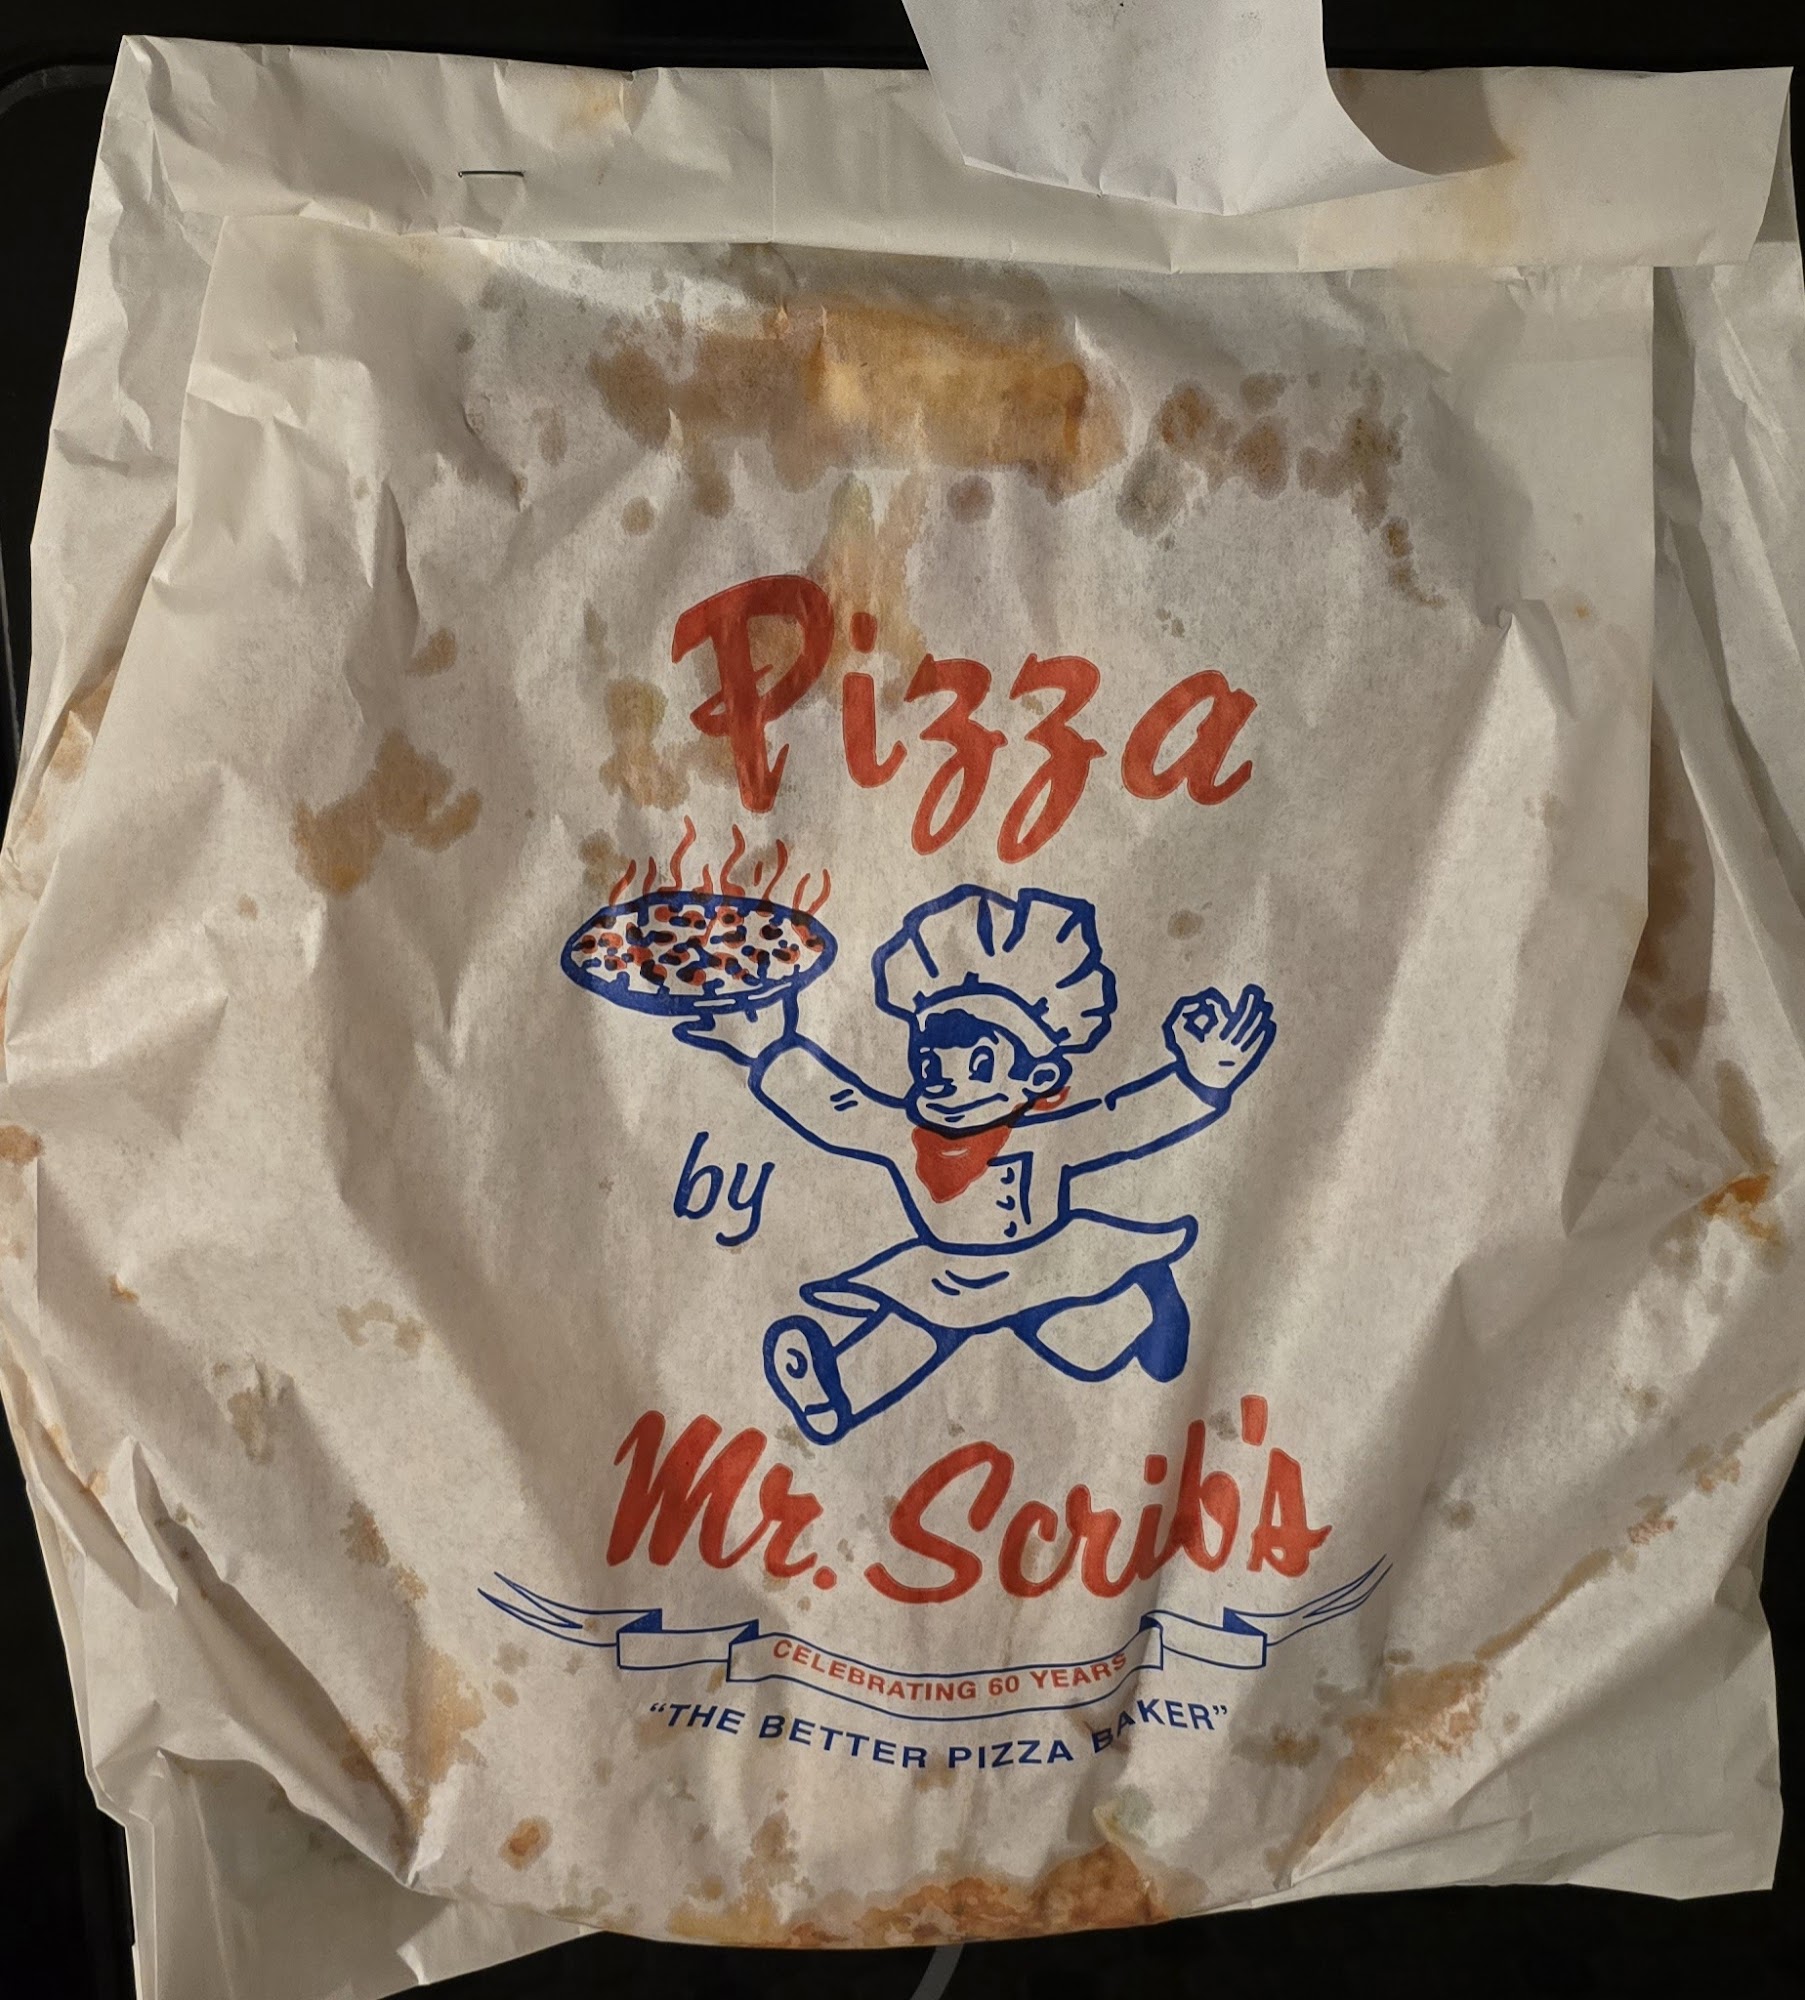 Pizza
by
Mr. Scrib's
CELEBRATING 60 YEARS
“THE BETTER PIZZA BAKER”